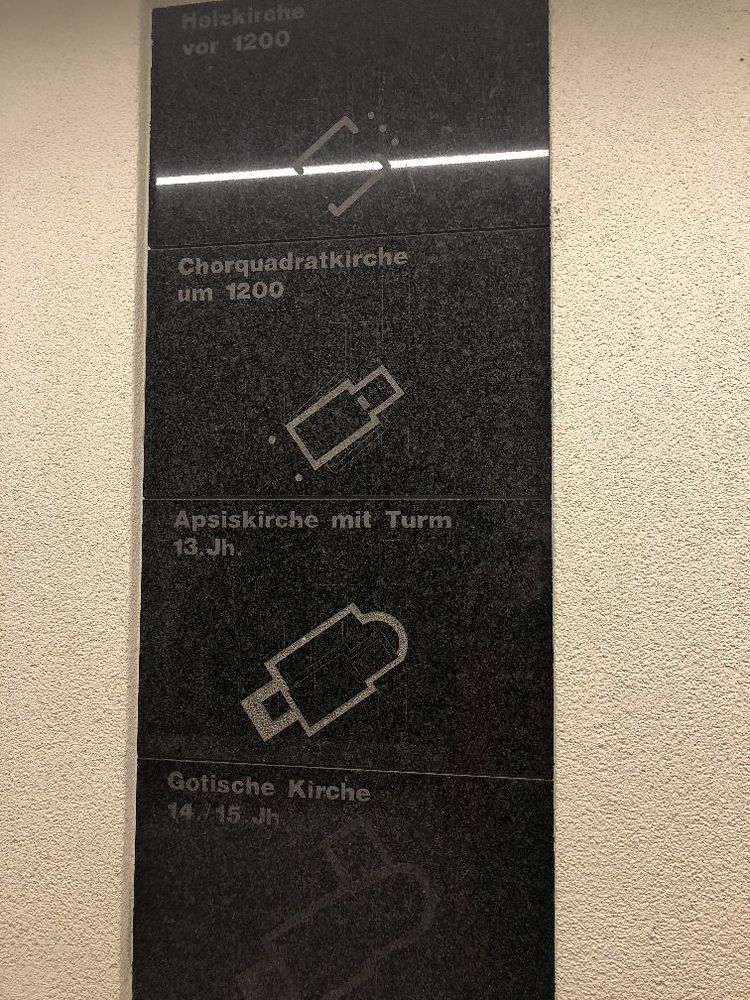 Holzkirche
vor 1200
Chorquadratkirche
um 1200
Apsiskirche mit Turm
13.Jh.
Gotische Kirche
14./15.Jh.